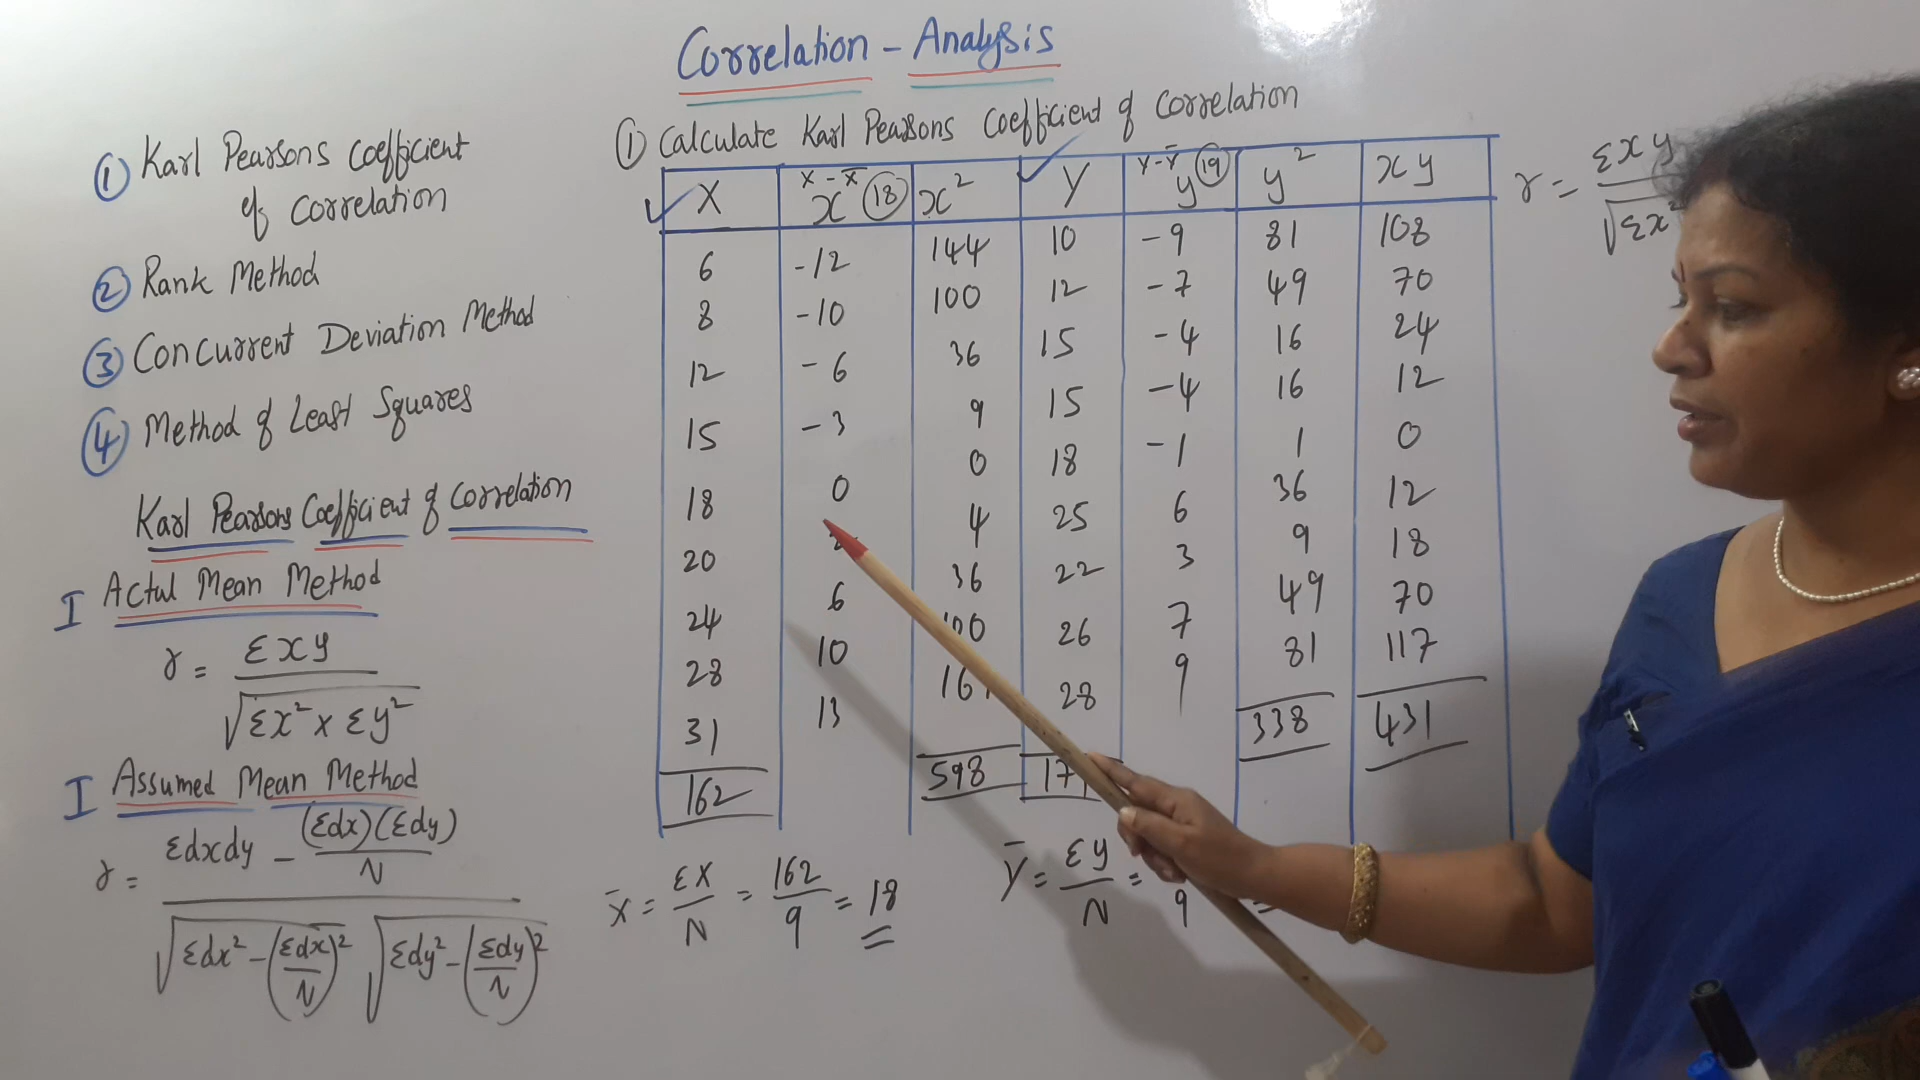 Correlation - Analysis
① Karl Pearsons coefficient
of correlation
② Rank Method
③ Concurrent Deviation Method
④ Method of Least Squares
Karl Pearsons Coefficient of Correlation
I Actul Mean Method
r = Σxy
√Σx² x Σy²
I Assumed Mean Method
r = Σdxdy - (Σdx)(Σdy)
N
√Σdx² - (Σdx/N)² √Σdy² - (Σdy/N)²
① Calculate Karl Pearsons Coefficient of Correlation
X x - x̄ x ⑱ x² Y Y - Ȳ y ⑲ y² xy
6 -12 144 10 -9 81 108
8 -10 100 12 -7 49 70
12 -6 36 15 -4 16 24
15 -3 9 15 -4 16 12
18 0 0 18 -1 1 0
20 4 25 6 36 12
24 6 36 22 3 9 18
28 10 26 7 49 70
31 13 28 9 81 117
162 598 338 431
x̄ = ΣX/N = 162/9 = 18
ȳ = Σy/N = 9 =
r = Σxy
√Σx²